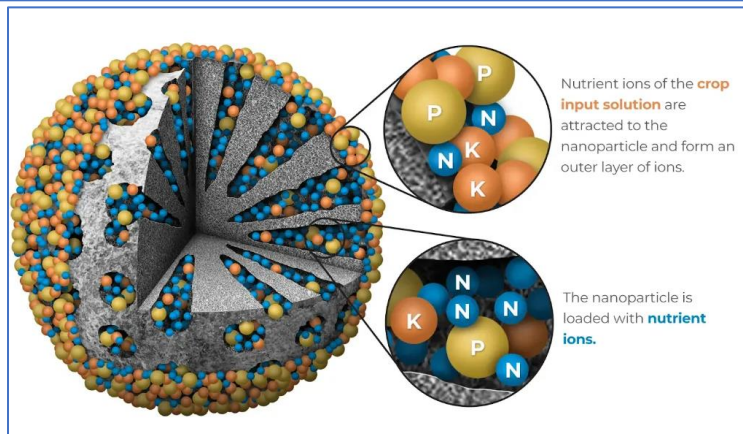 P
P
N
K
N
K
Nutrient ions of the crop
input solution are
attracted to the
nanoparticle and form an
outer layer of ions.
N
N
N
K
P
N
The nanoparticle is
loaded with nutrient
ions.